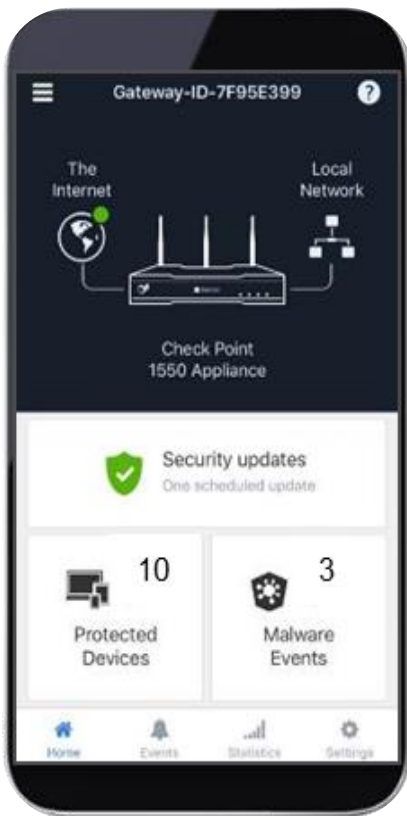 Gateway-ID-7F95E399
?
The
Internet
Local
Network
Check Point
1550 Appliance
Security updates
One scheduled update
10
Protected
Devices
3
Malware
Events
Home
Events
Statistics
Settings